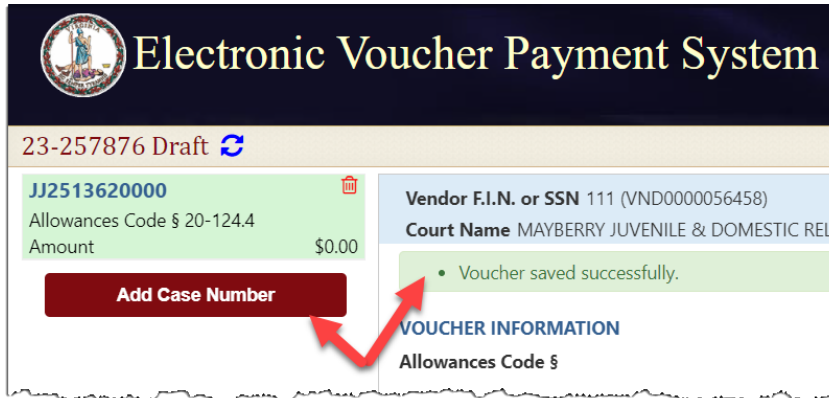 Electronic Voucher Payment System
23-257876 Draft
JJ2513620000
Allowances Code § 20-124.4
Amount $0.00
Add Case Number
Vendor F.I.N. or SSN 111 (VND0000056458)
Court Name MAYBERRY JUVENILE & DOMESTIC REL
• Voucher saved successfully.
VOUCHER INFORMATION
Allowances Code §